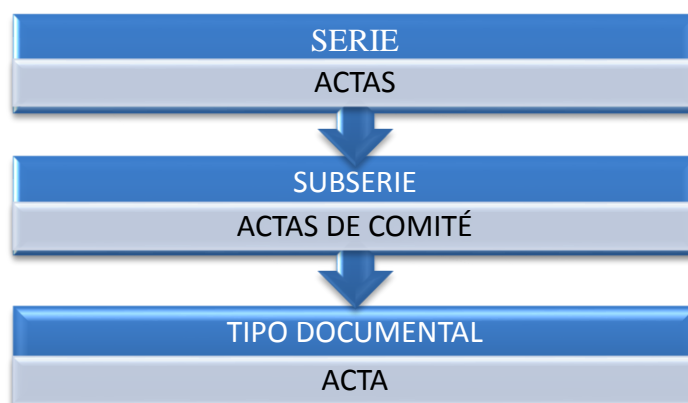 SERIE
ACTAS
SUBSERIE
ACTAS DE COMITÉ
TIPO DOCUMENTAL
ACTA